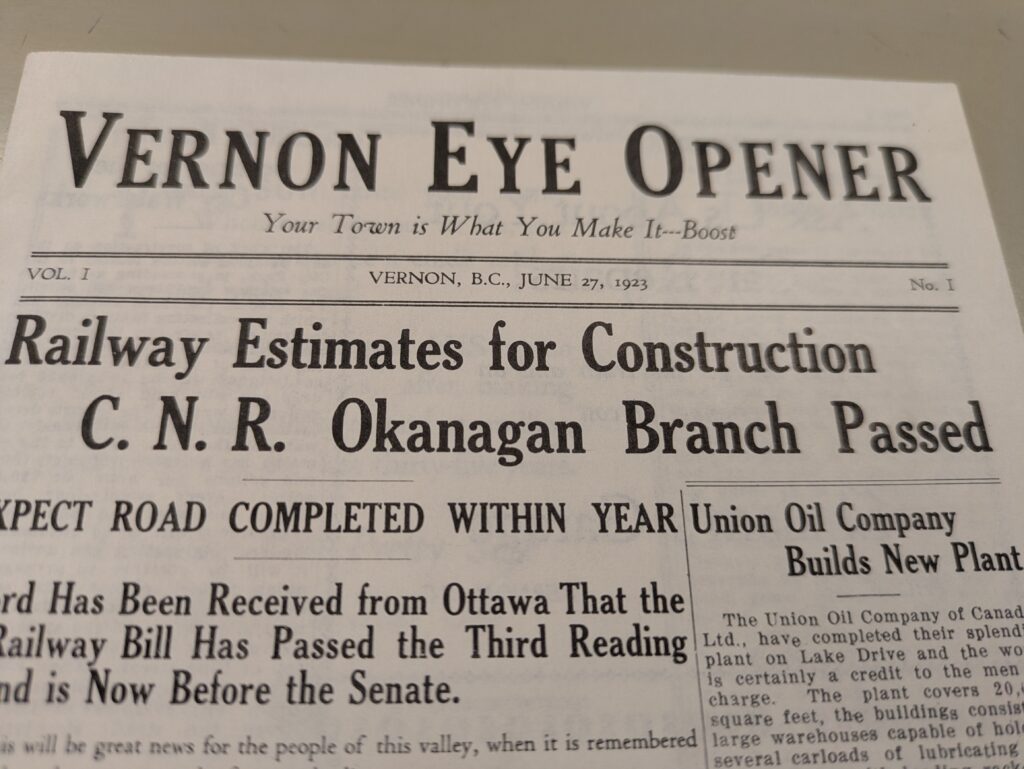 VERNON EYE OPENER
Your Town is What You Make It---Boost
VOL. I VERNON, B.C., JUNE 27, 1923 No. I
Railway Estimates for Construction
C. N. R. Okanagan Branch Passed
XPECT ROAD COMPLETED WITHIN YEAR
rd Has Been Received from Ottawa That the
Railway Bill Has Passed the Third Reading
nd is Now Before the Senate.
is will be great news for the people of this valley, when it is remembered
Union Oil Company
Builds New Plant
The Union Oil Company of Canad
Ltd., have completed their splendi
plant on Lake Drive and the wo
is certainly a credit to the men
charge. The plant covers 20,
square feet, the buildings consist
large warehouses capable of hol
several carloads of lubricating